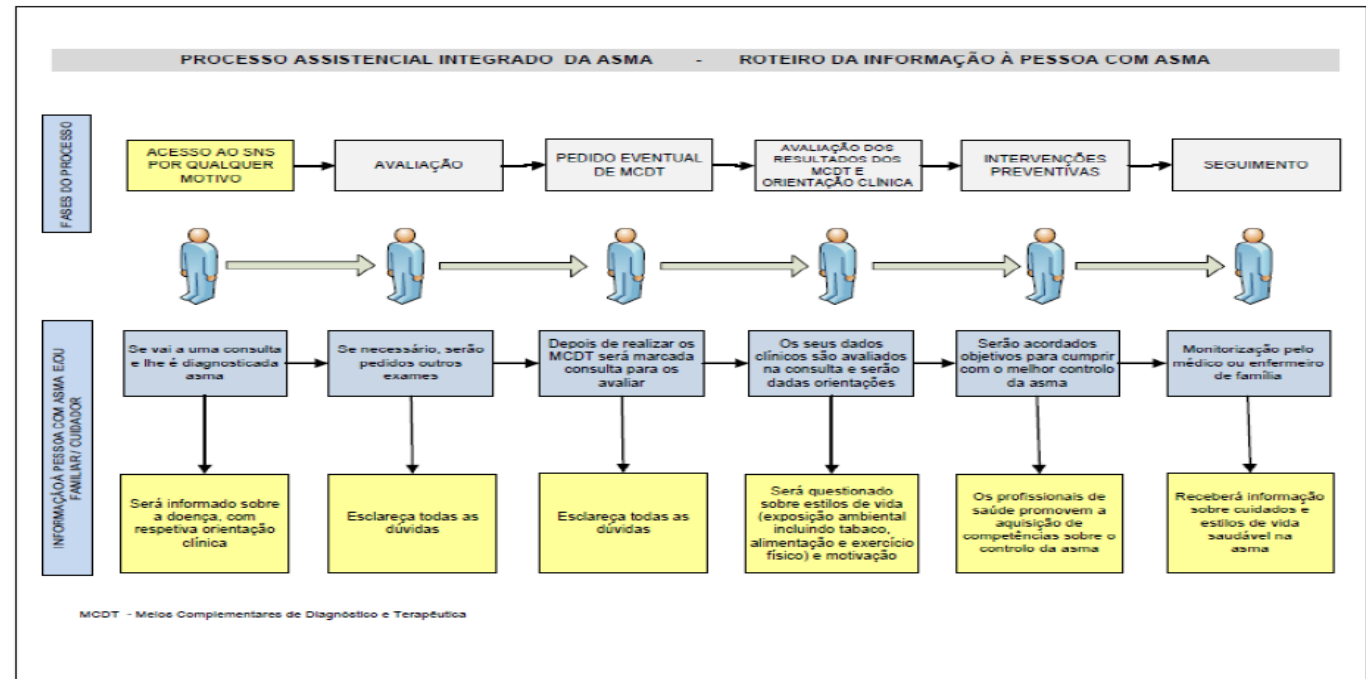 PROCESSO ASSISTENCIAL INTEGRADO DA ASMA - ROTEIRO DA INFORMAÇÃO À PESSOA COM ASMA
FASES DO PROCESSO
ACESSO AO SNS
POR QUALQUER
MOTIVO
AVALIAÇÃO
PEDIDO EVENTUAL
DE MCDT
AVALIAÇÃO DOS
RESULTADOS DOS
MCDT E
ORIENTAÇÃO CLÍNICA
INTERVENÇÕES
PREVENTIVAS
SEGUIMENTO
INFORMAÇÃO À PESSOA COM ASMA E/OU
FAMILIAR/ CUIDADOR
Se vai a uma consulta
e lhe é diagnosticada
asma
Se necessário, serão
pedidos outros
exames
Depois de realizar os
MCDT será marcada
consulta para os
avaliar
Os seus dados
clínicos são avaliados
na consulta e serão
dadas orientações
Serão acordados
objetivos para cumprir
com o melhor controlo
da asma
Monitorização pelo
médico ou enfermeiro
de família
Será informado sobre
a doença, com
respetiva orientação
clínica
Esclareça todas as
dúvidas
Esclareça todas as
dúvidas
Será questionado
sobre estilos de vida
(exposição ambiental
incluindo tabaco,
alimentação e exercício
físico) e motivação
Os profissionais de
saúde promovem a
aquisição de
competências sobre o
controlo da asma
Receberá informação
sobre cuidados e
estilos de vida
saudável na
asma
MCDT - Meios Complementares de Diagnóstico e Terapêutica